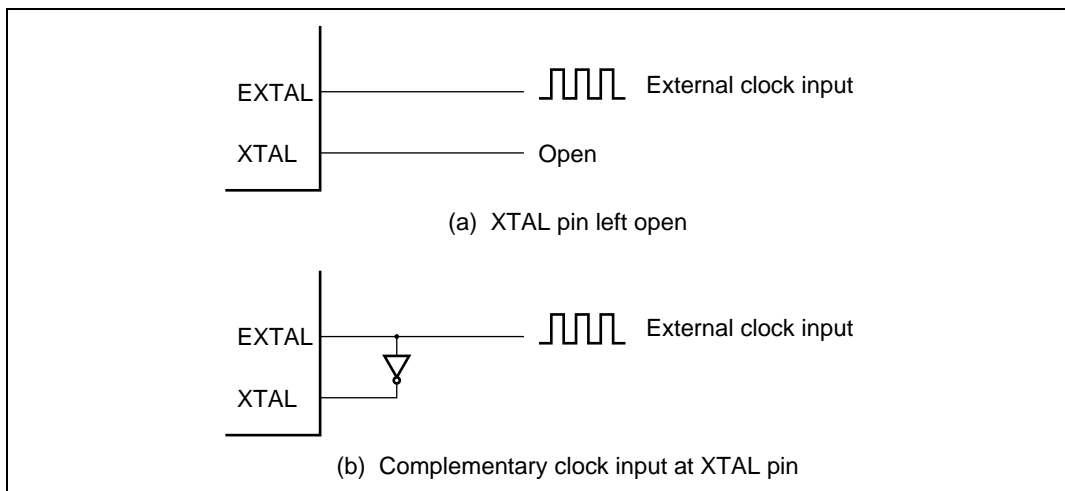 EXTAL External clock input
XTAL Open
(a) XTAL pin left open
EXTAL External clock input
XTAL
(b) Complementary clock input at XTAL pin